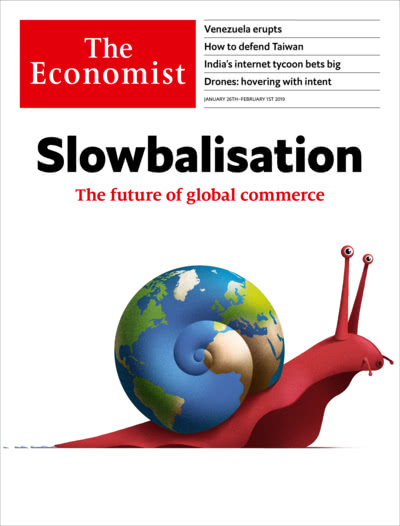 The
Economist
Venezuela erupts
How to defend Taiwan
India's internet tycoon bets big
Drones: hovering with intent
JANUARY 26TH–FEBRUARY 1ST 2019
Slowbalisation
The future of global commerce